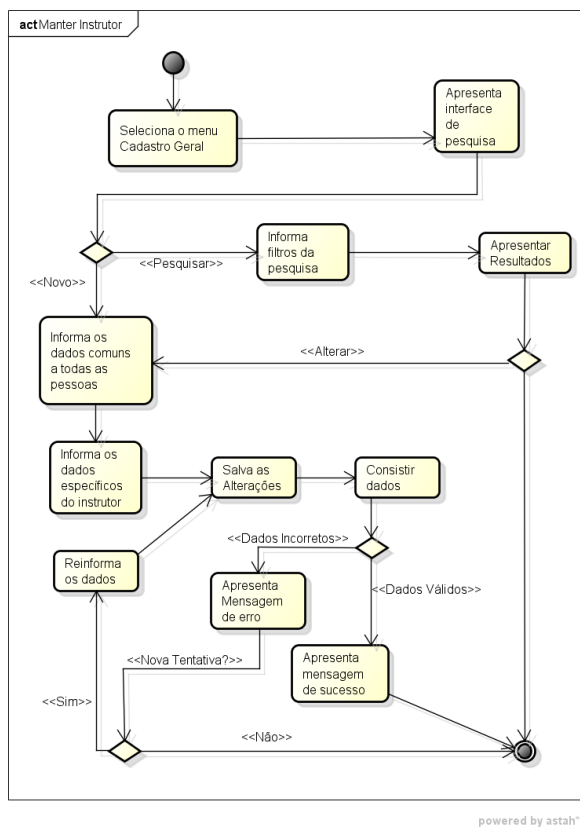 act Manter Instrutor
Apresenta
interface
de
pesquisa
Seleciona o menu
Cadastro Geral
Informa
filtros da
pesquisa
Apresentar
Resultados
<<Pesquisar>>
<<Novo>>
Informa os
dados comuns
a todas as
pessoas
<<Alterar>>
Informa os
dados
específicos
do instrutor
Salva as
Alterações
Consistir
dados
<<Dados Incorretos>>
Reinforma
os dados
Apresenta
Mensagem
de erro
<<Dados Válidos>>
<<Nova Tentativa?>>
Apresenta
mensagem
de sucesso
<<Sim>>
<<Não>>
powered by astah*